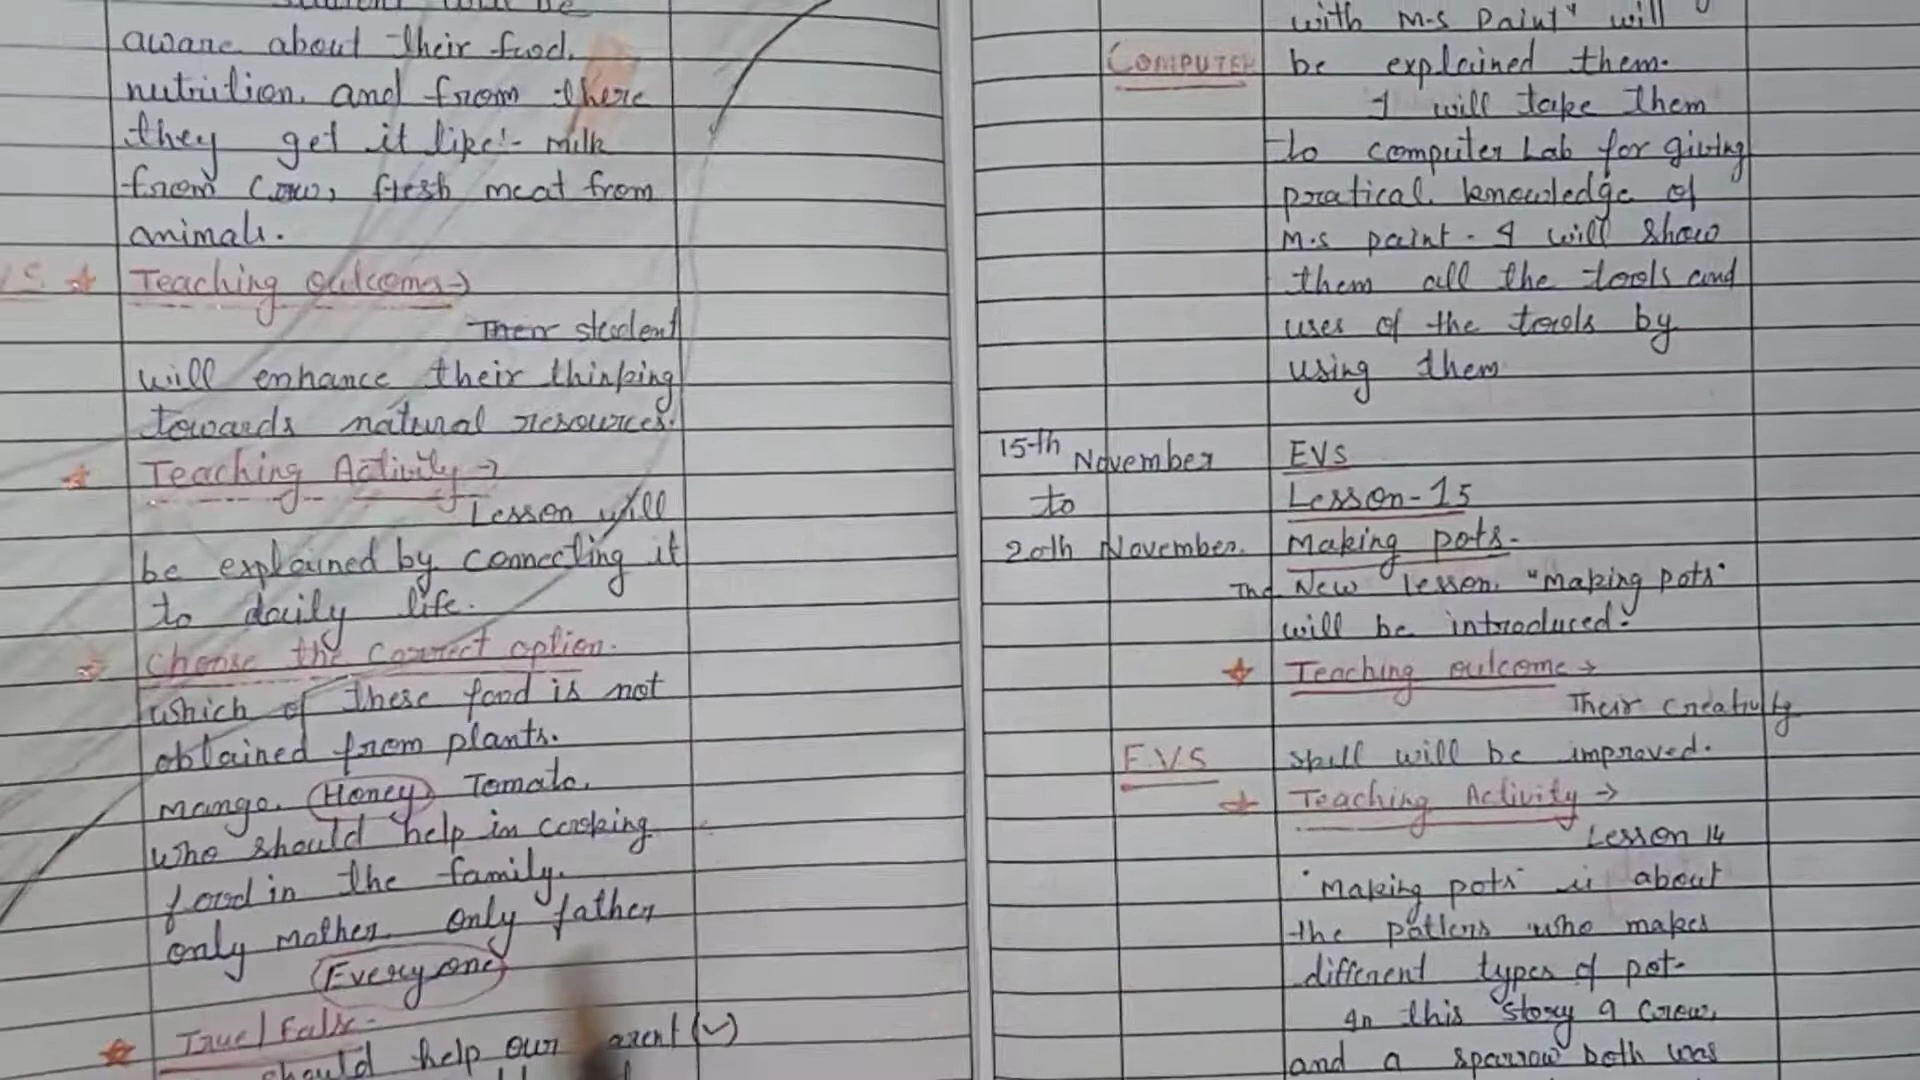 aware about their food,
nutrition, and from there
they get it like:- milk
from Cow, fresh meat from
animals.
Teaching outcome→
Their student
will enhance their thinking
towards natural resources.
Teaching Activity→
Lesson will
be explained by connecting it
to daily life.
Choose the correct option.
which of these food is not
obtained from plants.
mango. Honey, Tomato.
who should help in cooking
food in the family.
only mother only father
Everyone
True/False-
should help our (✓)
with M-S Paint" will
COMPUTER be explained them.
I will take them
to computer Lab for giving
pratical knowledge of
M.S paint. I will show
them all the tools and
uses of the tools by
using them
15th November EVS
to Lesson-15
20th November. Making pots.
The New lesson "Making pots"
will be introduced.
Teaching outcome→
Their creativity
E.V.S skill will be improved.
Teaching Activity→
Lesson 14
"Making pots" is about
the potters who makes
different types of pot.
In this story a Crow,
and a sparrow both was